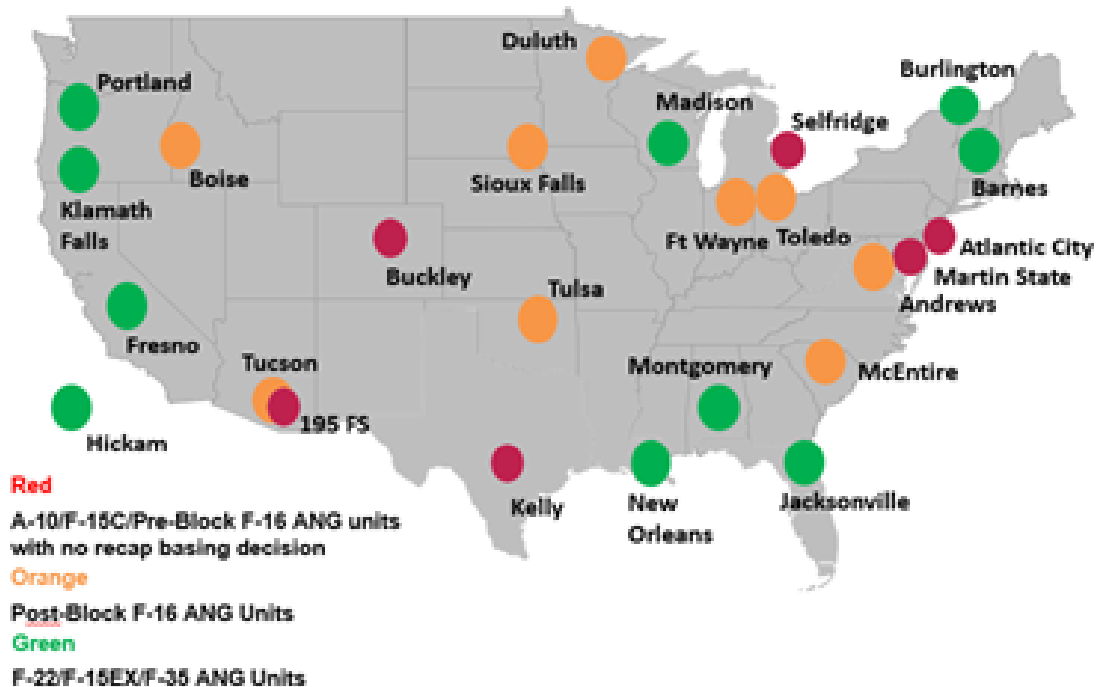 Duluth
Burlington
Portland
Madison
Selfridge
Boise
Sioux Falls
Barnes
Klamath
Falls
Ft Wayne
Toledo
Atlantic City
Buckley
Martin State
Tulsa
Andrews
Fresno
Tucson
Montgomery
McEntire
195 FS
Hickam
Kelly
New
Orleans
Jacksonville
Red
A-10/F-15C/Pre-Block F-16 ANG units
with no recap basing decision
Orange
Post-Block F-16 ANG Units
Green
F-22/F-15EX/F-35 ANG Units